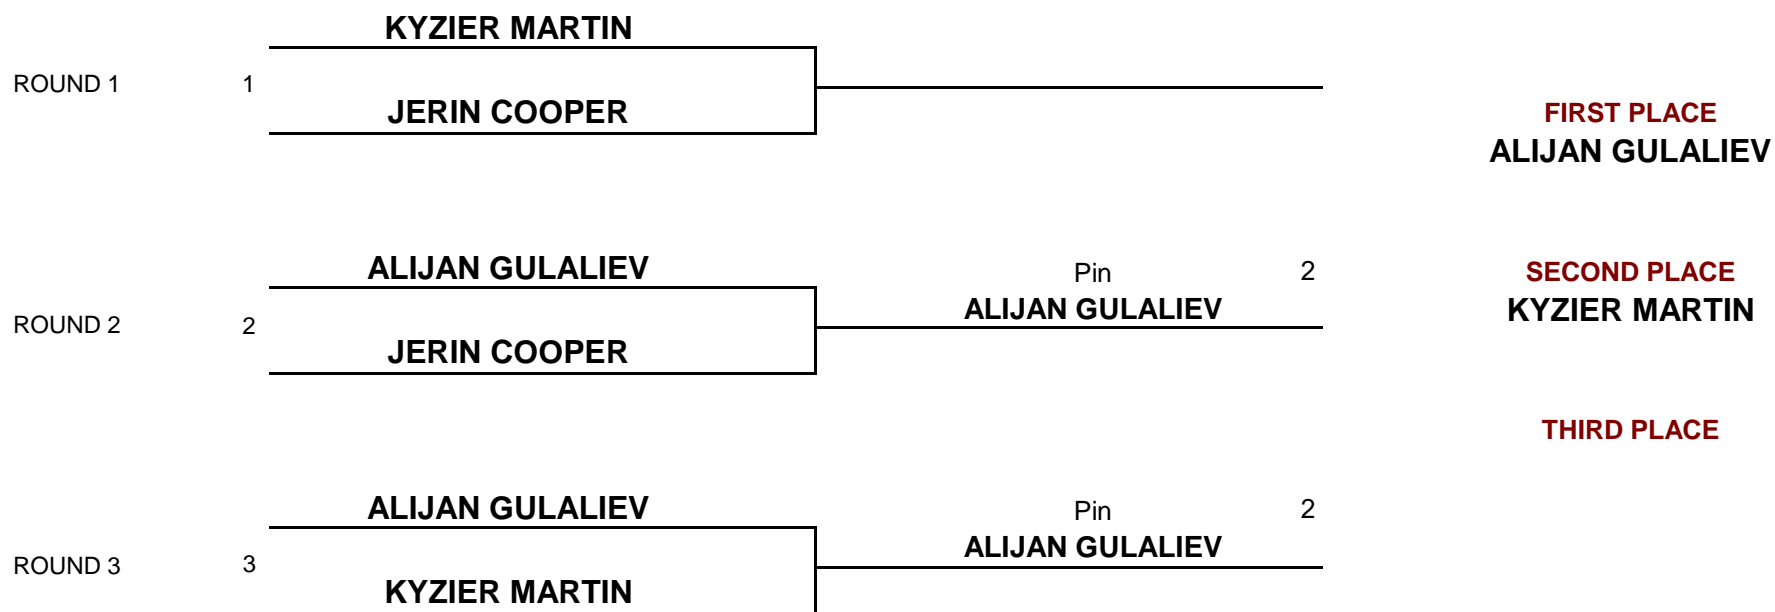 KYZIER MARTIN
ROUND 1 1
JERIN COOPER
FIRST PLACE
ALIJAN GULALIEV
ALIJAN GULALIEV Pin 2
SECOND PLACE
ALIJAN GULALIEV
KYZIER MARTIN
ROUND 2 2
JERIN COOPER
THIRD PLACE
ALIJAN GULALIEV Pin 2
ALIJAN GULALIEV
ROUND 3 3
KYZIER MARTIN